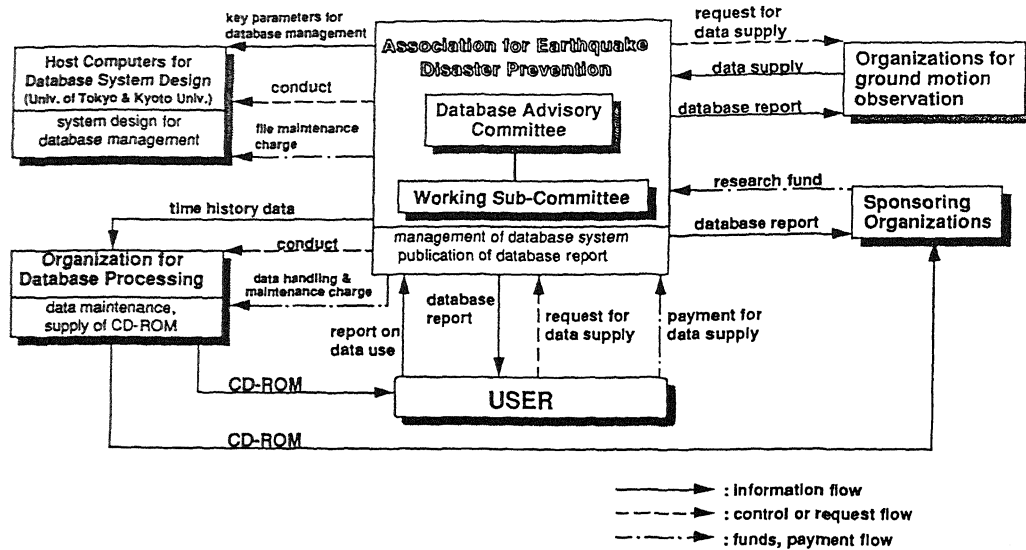 key parameters for
database management
Host Computers for
Database System Design
(Univ. of Tokyo & Kyoto Univ.)
system design for
database management
conduct
file maintenance
charge
Association for Earthquake
Disaster Prevention
Database Advisory
Committee
Working Sub-Committee
management of database system
publication of database report
request for
data supply
data supply
database report
Organizations for
ground motion
observation
research fund
database report
Sponsoring
Organizations
time history data
conduct
data handling &
maintenance charge
Organization for
Database Processing
data maintenance,
supply of CD-ROM
report on
data use
database
report
request for
data supply
payment for
data supply
CD-ROM
USER
CD-ROM
: information flow
: control or request flow
: funds, payment flow